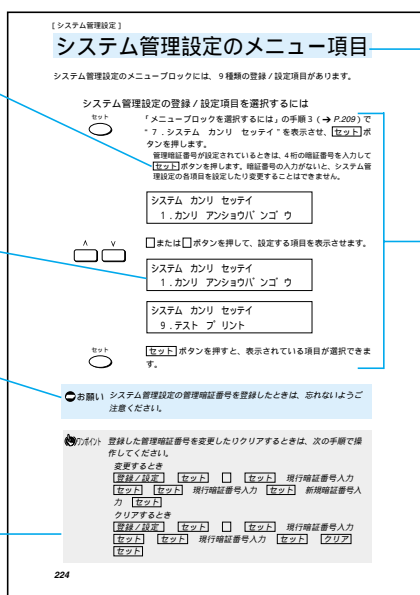 [ システム管理設定 ]
システム管理設定のメニュー項目
システム管理設定のメニューブロックには、9種類の登録／設定項目があります。
システム管理設定の登録／設定項目を選択するには
セット
「メニューブロックを選択するには」の手順3（→ P.209）で
“7．システム カンリ セッテイ”を表示させ、セットボ
タンを押します。
管理暗証番号が設定されているときは、4桁の暗証番号を入力して
セットボタンを押します。暗証番号の入力がないと、システム管
理設定の各項目を設定したり変更することはできません。
システム カンリ セッテイ
1.カンリ アンショウバンゴウ
∧ ∨
□または□ボタンを押して、設定する項目を表示させます。
システム カンリ セッテイ
1.カンリ アンショウバンゴウ
システム カンリ セッテイ
9.テストプリント
セット
セットボタンを押すと、表示されている項目が選択できま
す。
お願い システム管理設定の管理暗証番号を登録したときは、忘れないようご
注意ください。
ワンポイント 登録した管理暗証番号を変更したりクリアするときは、次の手順で操
作してください。
変更するとき
登録／設定 セット □ セット 現行暗証番号入力
セット セット 現行暗証番号入力 セット 新規暗証番号入
力 セット
クリアするとき
登録／設定 セット □ セット 現行暗証番号入力
セット セット 現行暗証番号入力 セット クリア
セット
224